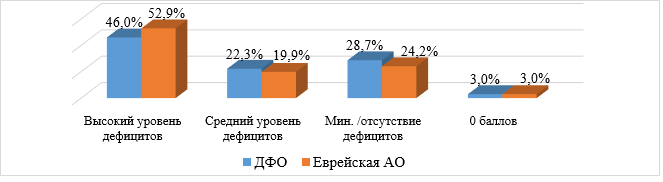 46,0% 52,9%
22,3% 19,9%
28,7% 24,2%
3,0% 3,0%
Высокий уровень
дефицитов
Средний уровень
дефицитов
Мин. /отсутствие
дефицитов
0 баллов
ДФО Еврейская АО